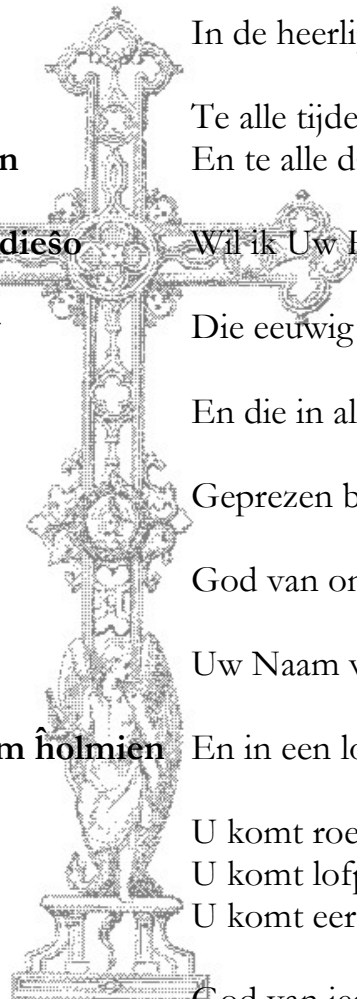 In de heerli
Te alle tijde
n En te alle d
dieŝo Wil ik Uw
Die eeuwig
En die in al
Geprezen b
God van or
Uw Naam v
m ĥolmien En in een lo
U komt roe
U komt lofp
U komt eer
God van